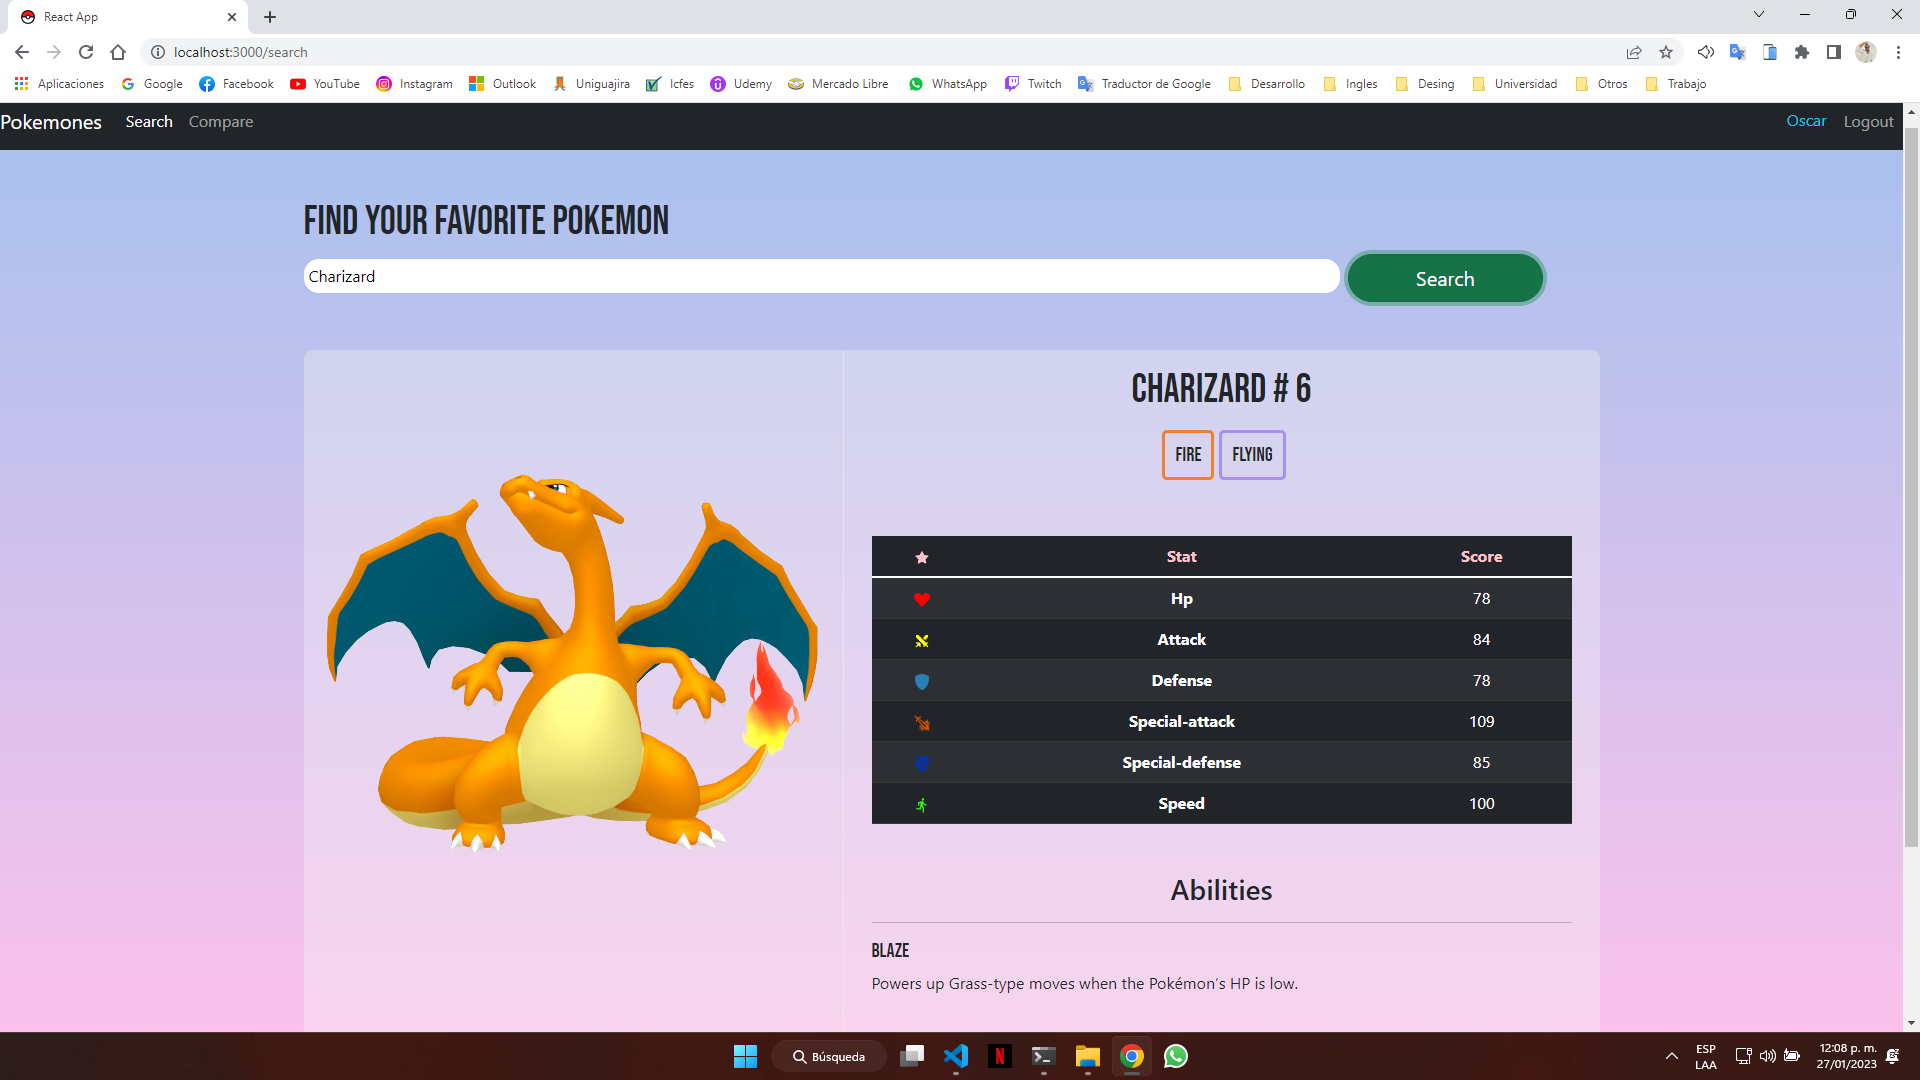 React App
localhost:3000/search
Aplicaciones Google Facebook YouTube Instagram Outlook Uniguajira Icfes Udemy Mercado Libre WhatsApp Twitch Traductor de Google Desarrollo Ingles Desing Universidad Otros Trabajo
Pokemones Search Compare Oscar Logout
FIND YOUR FAVORITE POKEMON
Charizard Search
CHARIZARD # 6
FIRE FLYING
Stat Score
Hp 78
Attack 84
Defense 78
Special-attack 109
Special-defense 85
Speed 100
Abilities
BLAZE
Powers up Grass-type moves when the Pokémon’s HP is low.
Búsqueda
ESP
LAA
12:08 p. m.
27/01/2023